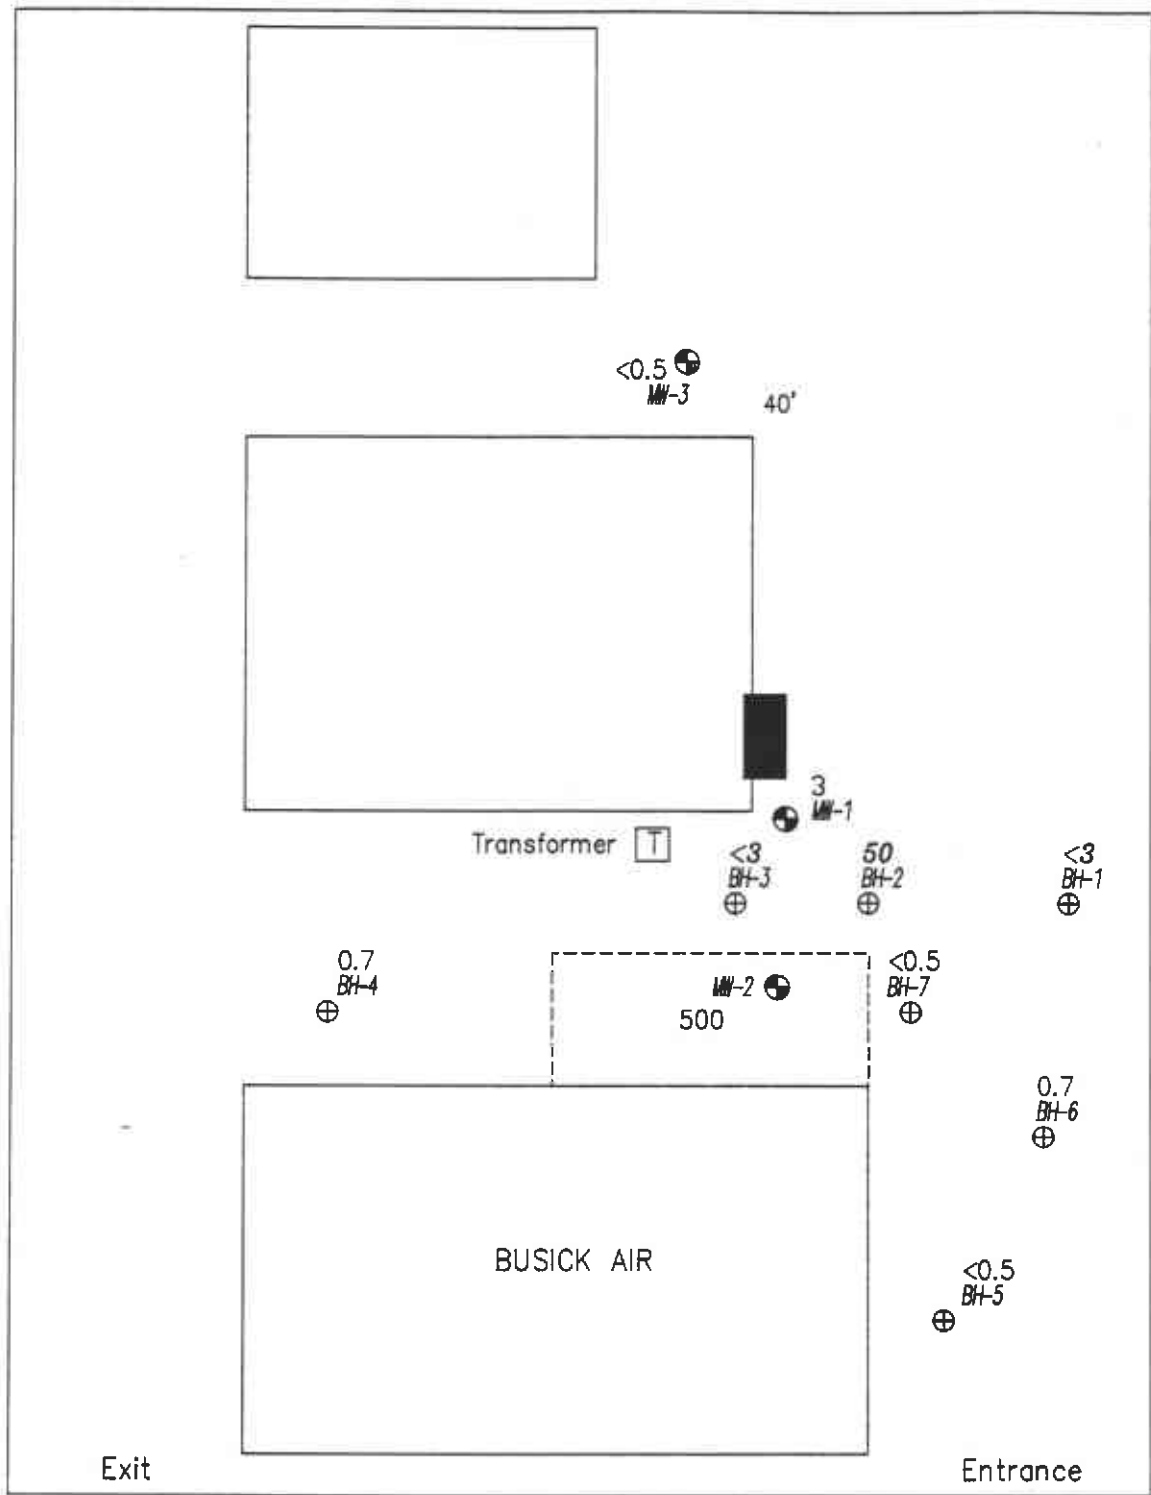 <0.5
MW-3
40'
3
MW-1
Transformer T
<3
BH-3
50
BH-2
<3
BH-1
0.7
BH-4
MW-2
500
<0.5
BH-7
0.7
BH-6
BUSICK AIR
<0.5
BH-5
Exit
Entrance